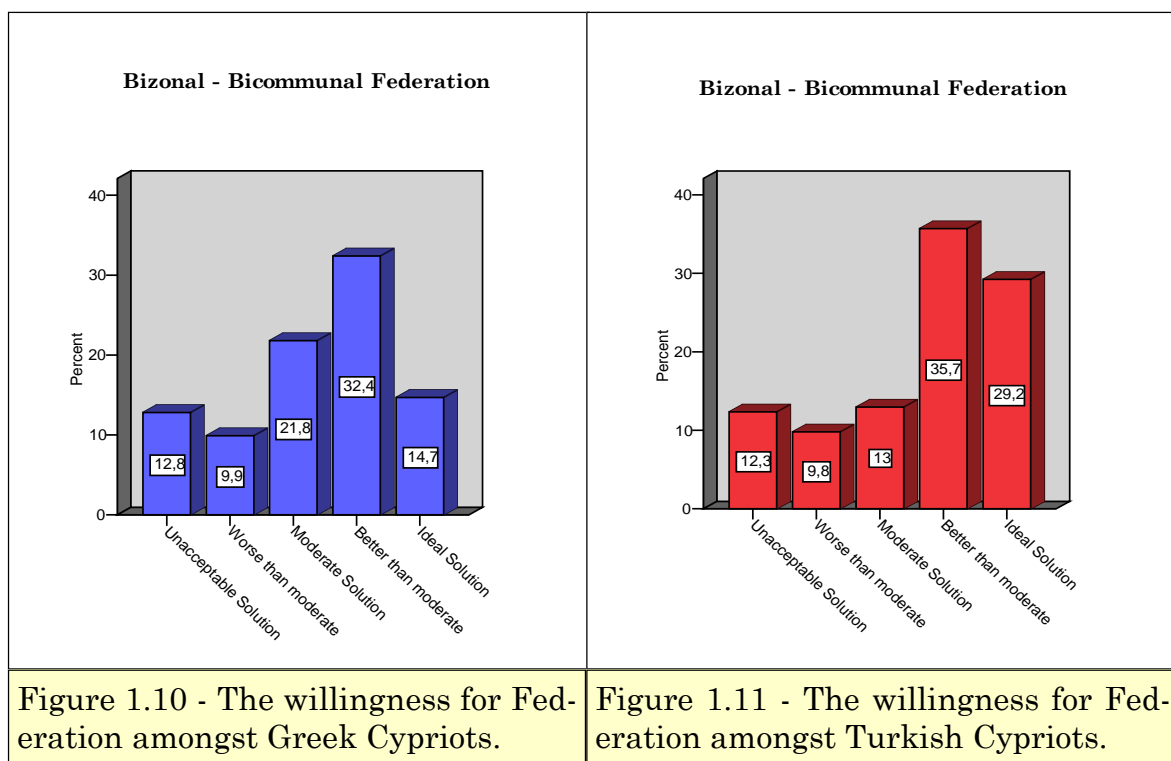 Bizonal - Bicommunal Federation
40
30
20
10
0
Percent
12,8
9,9
21,8
32,4
14,7
Unacceptable Solution
Worse than moderate
Moderate Solution
Better than moderate
Ideal Solution
Figure 1.10 - The willingness for Fed-
eration amongst Greek Cypriots.
Bizonal - Bicommunal Federation
40
30
20
10
0
Percent
12,3
9,8
13
35,7
29,2
Unacceptable Solution
Worse than moderate
Moderate Solution
Better than moderate
Ideal Solution
Figure 1.11 - The willingness for Fed-
eration amongst Turkish Cypriots.